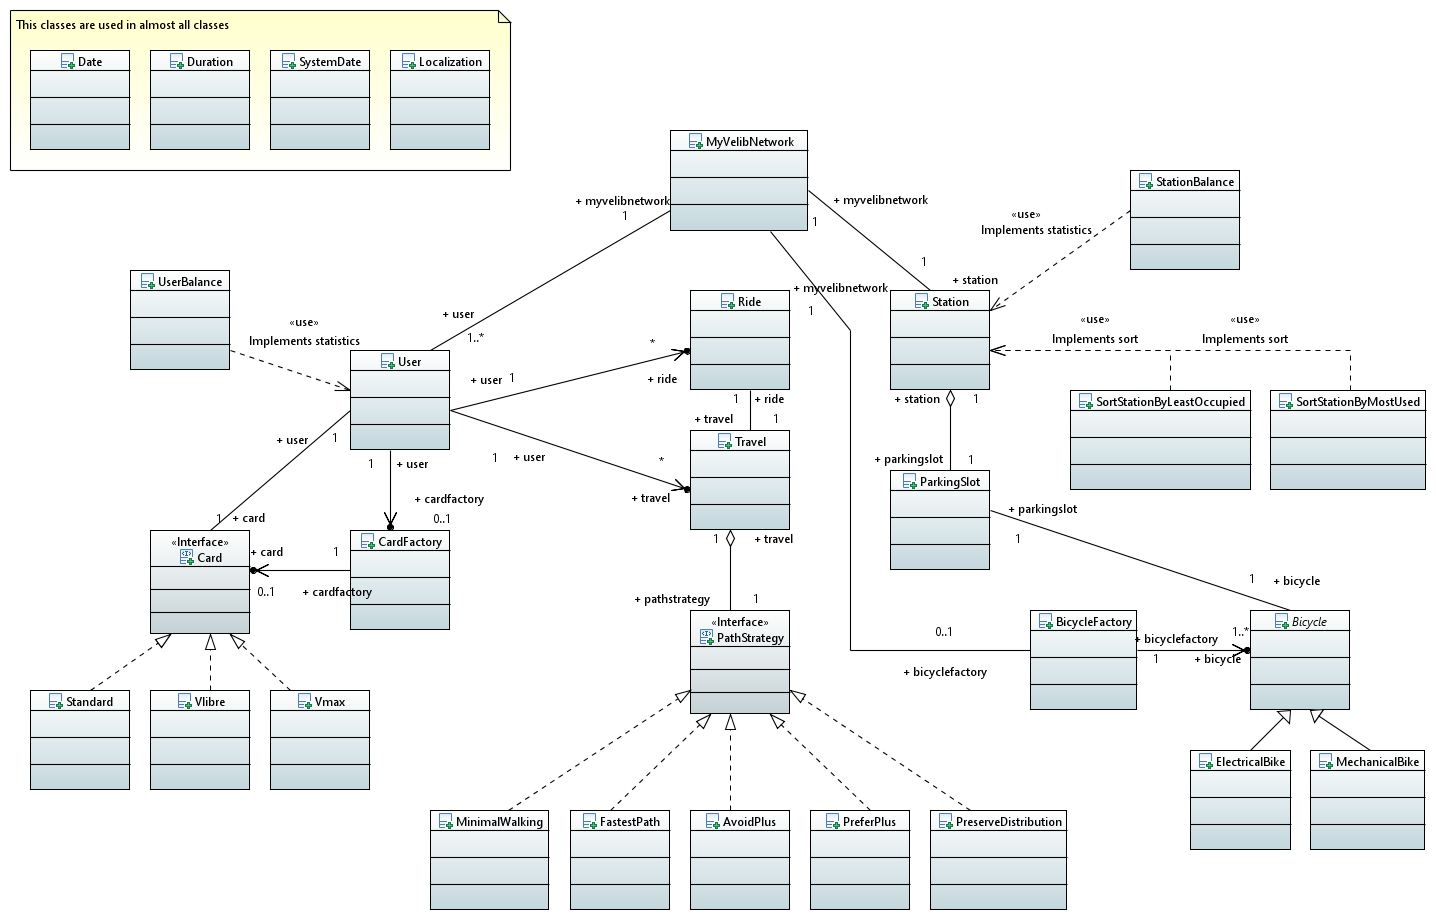 This classes are used in almost all classes
Date
Duration
SystemDate
Localization
MyVelibNetwork
StationBalance
+ myvelibnetwork
1
+ myvelibnetwork
1
«use»
Implements statistics
1
+ station
UserBalance
+ myvelibnetwork
1
Ride
Station
«use»
Implements statistics
+ user
1..*
«use»
Implements sort
«use»
Implements sort
User
*
+ ride
+ user
1
1
+ ride
+ station
1
SortStationByLeastOccupied
SortStationByMostUsed
+ travel
1
Travel
+ user
1
1
+ user
1
+ user
*
+ travel
+ parkingslot
1
ParkingSlot
+ cardfactory
0..1
1
+ card
+ parkingslot
1
«Interface»
Card
+ card
0..1
1
+ cardfactory
CardFactory
1
+ travel
1
+ bicycle
+ pathstrategy
1
«Interface»
PathStrategy
0..1
+ bicyclefactory
BicycleFactory
+ bicyclefactory
1
1..*
+ bicycle
Bicycle
Standard
Vlibre
Vmax
ElectricalBike
MechanicalBike
MinimalWalking
FastestPath
AvoidPlus
PreferPlus
PreserveDistribution